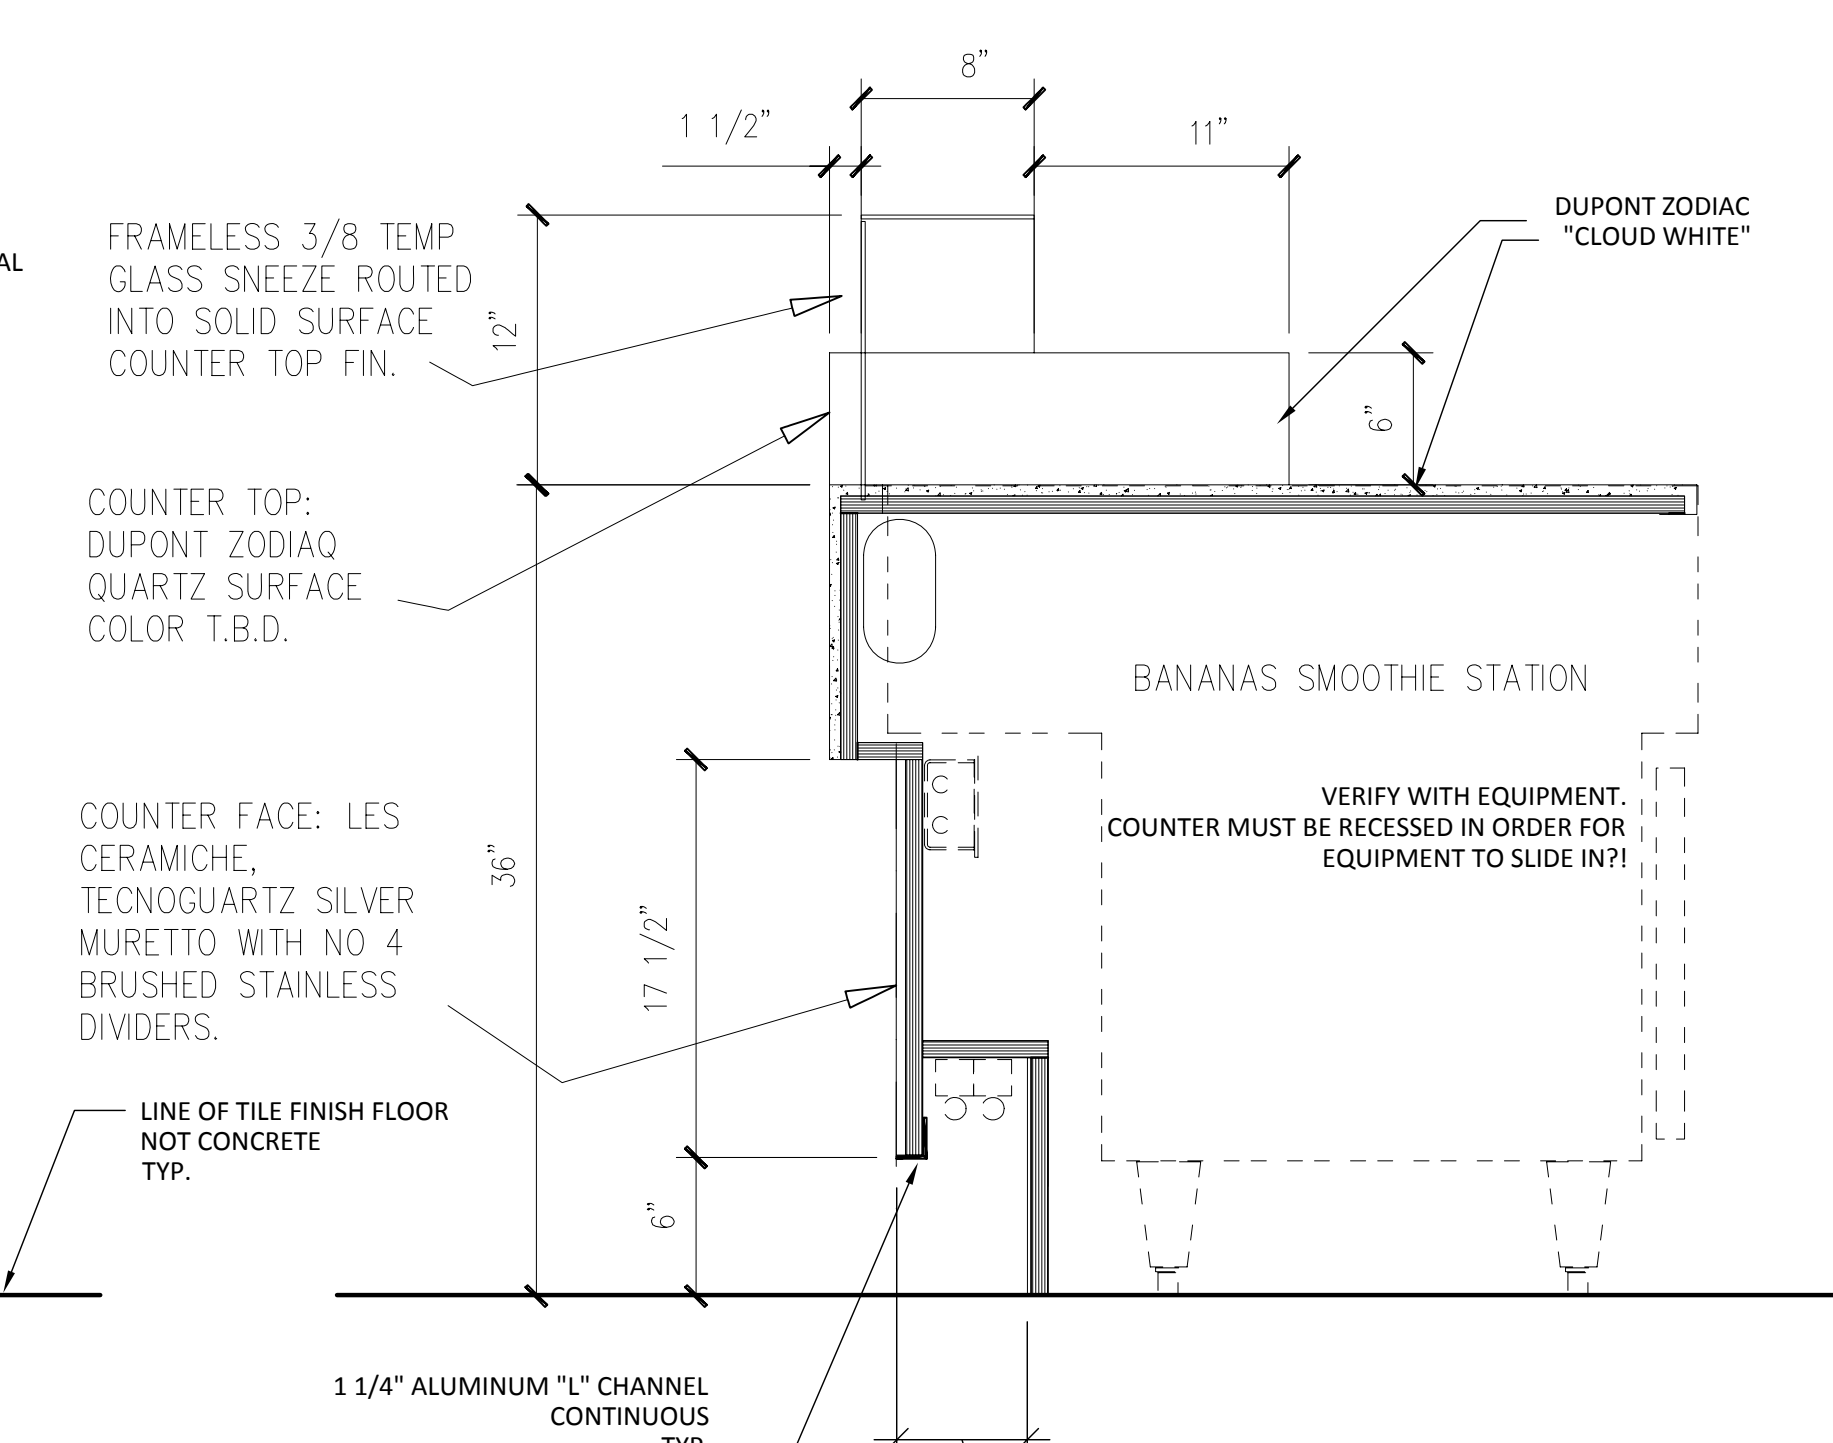 8"
1 1/2"
11"
DUPONT ZODIAC
"CLOUD WHITE"
FRAMELESS 3/8 TEMP
GLASS SNEEZE ROUTED
INTO SOLID SURFACE
COUNTER TOP FIN.
AL
12"
6"
COUNTER TOP:
DUPONT ZODIAQ
QUARTZ SURFACE
COLOR T.B.D.
BANANAS SMOOTHIE STATION
VERIFY WITH EQUIPMENT.
COUNTER MUST BE RECESSED IN ORDER FOR
EQUIPMENT TO SLIDE IN?!
COUNTER FACE: LES
CERAMICHE,
TECNOGUARTZ SILVER
MURETTO WITH NO 4
BRUSHED STAINLESS
DIVIDERS.
36"
17 1/2"
LINE OF TILE FINISH FLOOR
NOT CONCRETE
TYP.
6"
1 1/4" ALUMINUM "L" CHANNEL
CONTINUOUS
TYP.